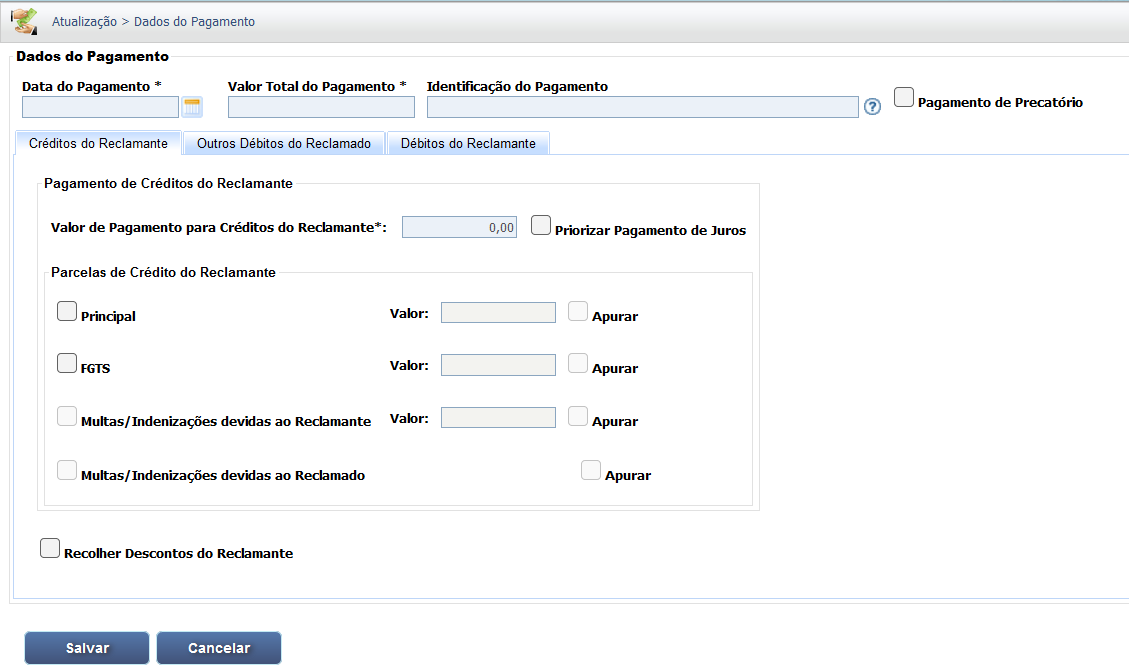 Atualização > Dados do Pagamento
Dados do Pagamento
Data do Pagamento * Valor Total do Pagamento * Identificação do Pagamento
? Pagamento de Precatório
Créditos do Reclamante Outros Débitos do Reclamado Débitos do Reclamante
Pagamento de Créditos do Reclamante
Valor de Pagamento para Créditos do Reclamante*: 0,00 Priorizar Pagamento de Juros
Parcelas de Crédito do Reclamante
Principal Valor: Apurar
FGTS Valor: Apurar
Multas/Indenizações devidas ao Reclamante Valor: Apurar
Multas/Indenizações devidas ao Reclamado Apurar
Recolher Descontos do Reclamante
Salvar Cancelar